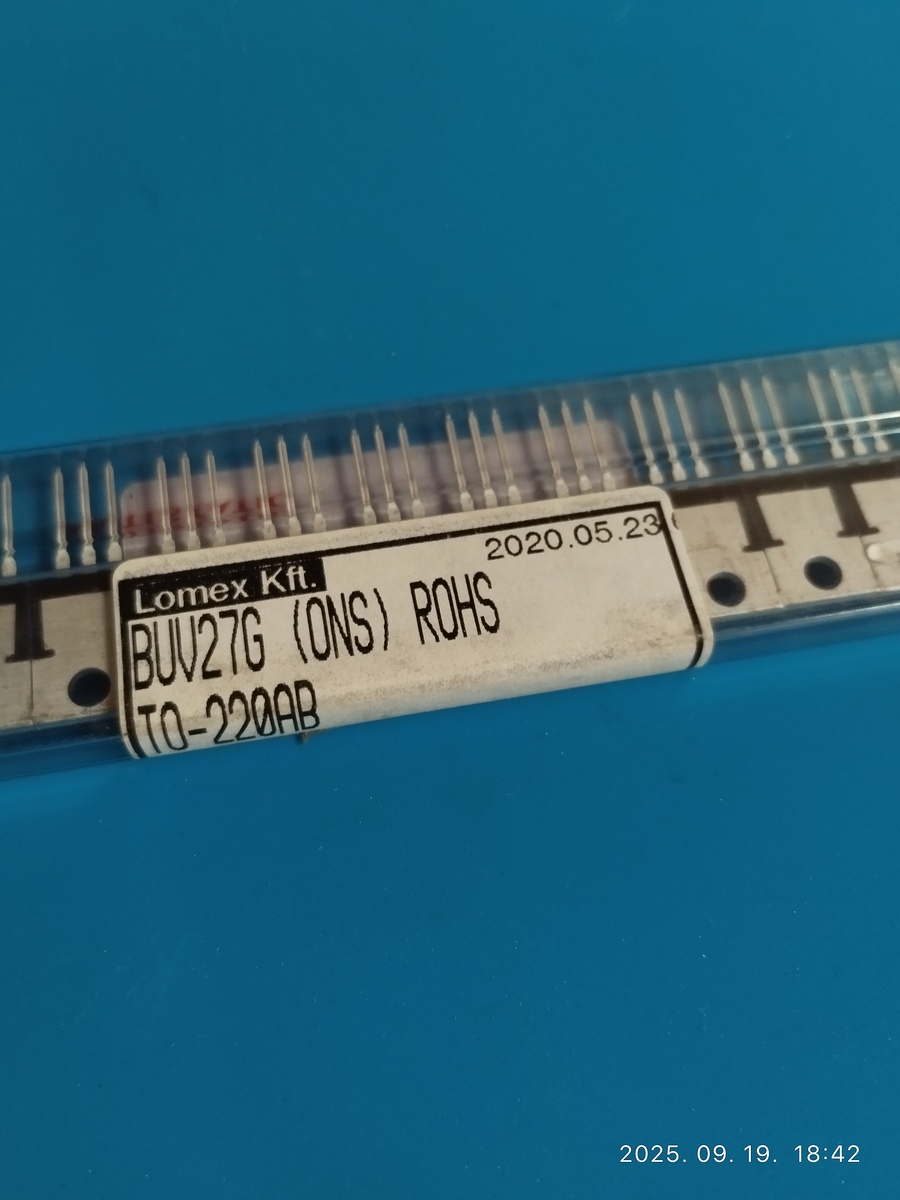 2020.05.23
Lomex Kft.
BUV27G (ONS) ROHS
TO-220AB
2025. 09. 19. 18:42